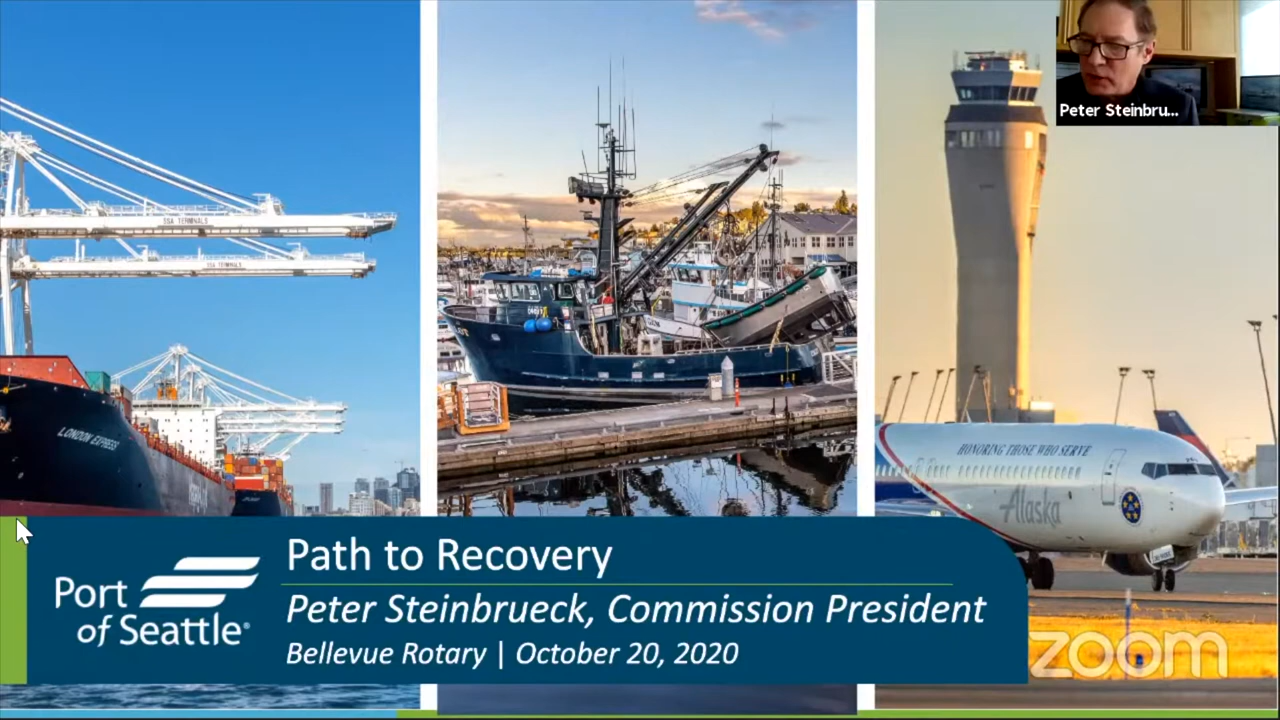 Peter Steinbru...
SSA TERMINALS
SSA TERMINALS
LONDON EXPRESS
HONORING THOSE WHO SERVE
Alaska
Path to Recovery
Port
of Seattle
Peter Steinbrueck, Commission President
Bellevue Rotary | October 20, 2020
zoom